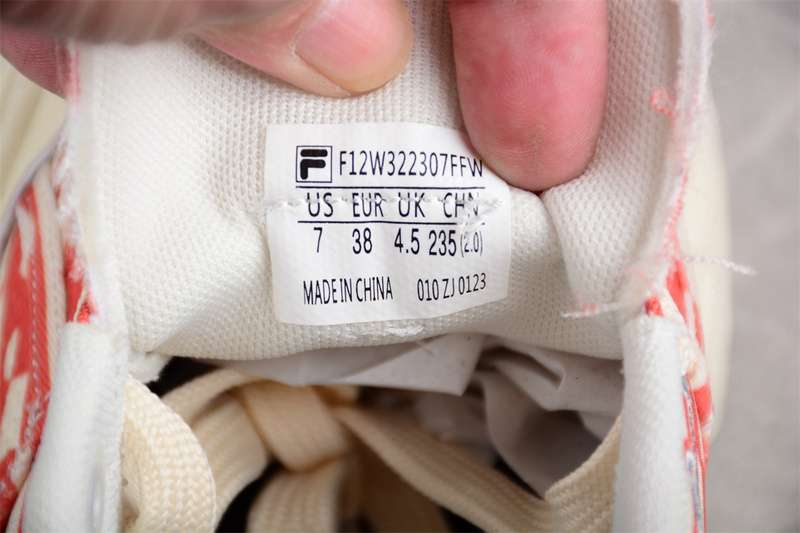 F F12W322307FFW
US EUR UK CHN
7 38 4.5 235(2.0)
MADE IN CHINA 010 ZJ 0123